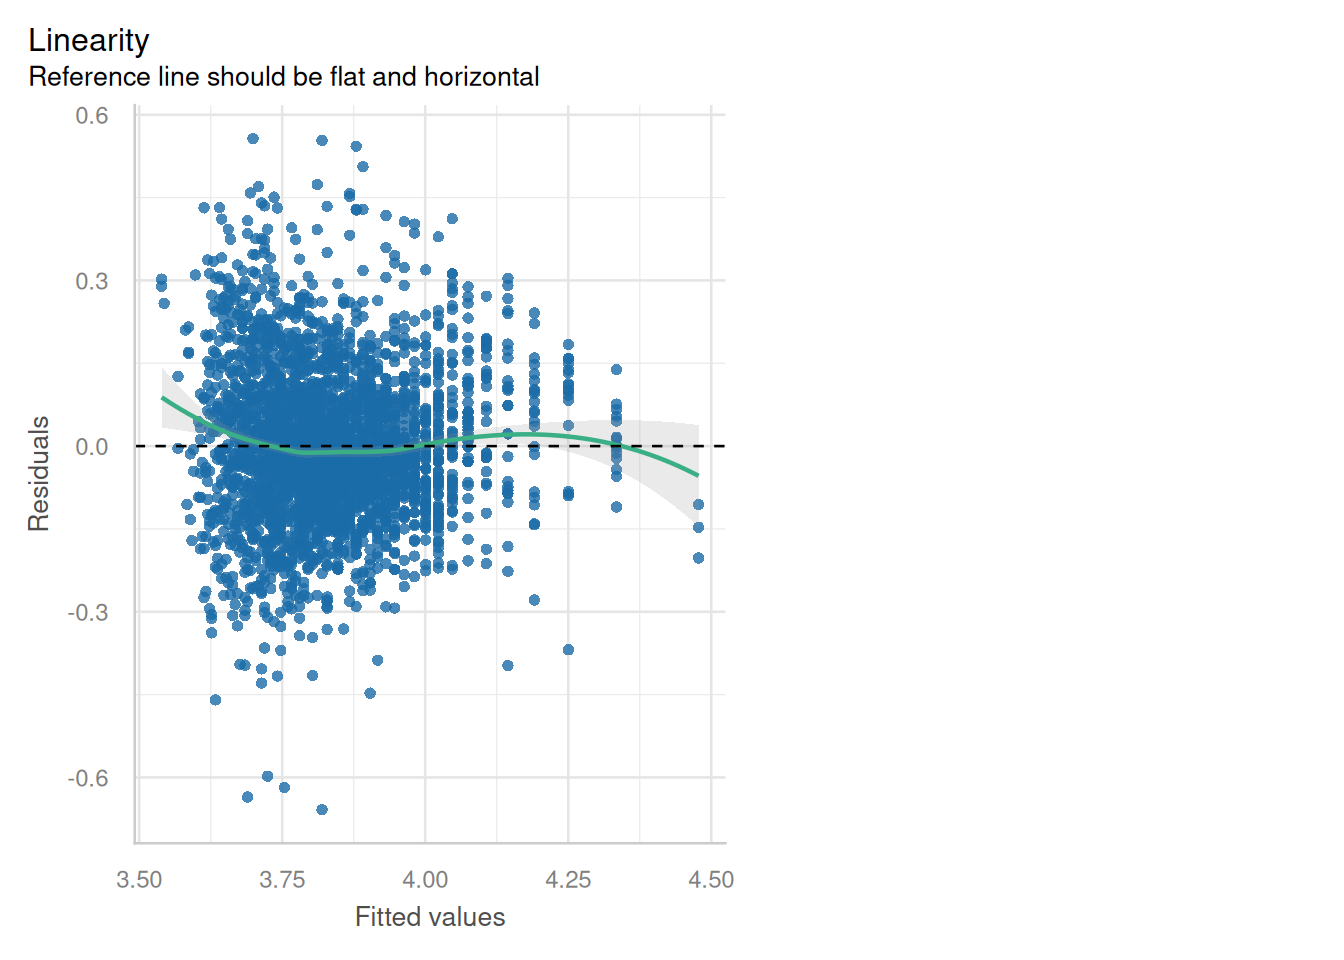 Linearity
Reference line should be flat and horizontal
0.6
0.3
0.0
-0.3
-0.6
Residuals
3.50 3.75 4.00 4.25 4.50
Fitted values